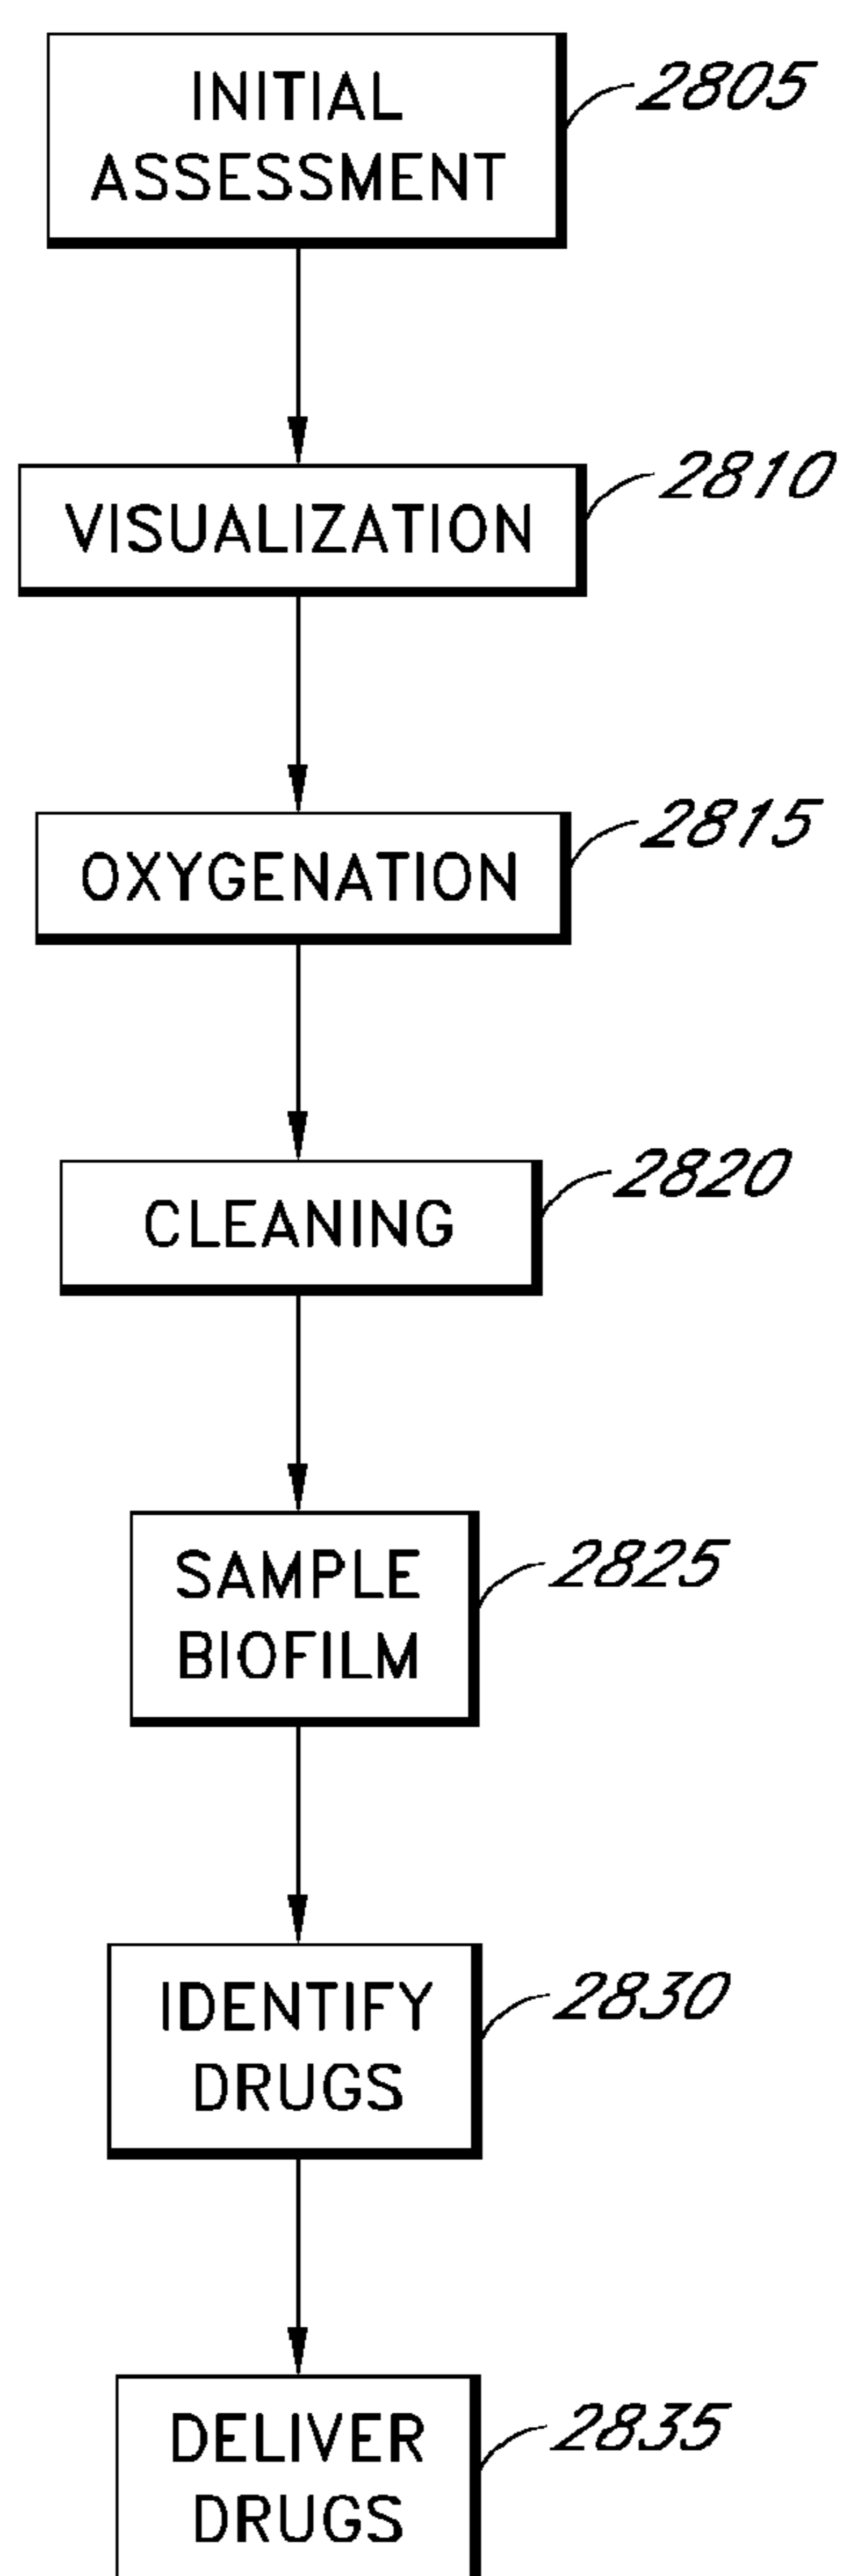 INITIAL
ASSESSMENT
2805
VISUALIZATION
2810
OXYGENATION
2815
CLEANING
2820
SAMPLE
BIOFILM
2825
IDENTIFY
DRUGS
2830
DELIVER
DRUGS
2835